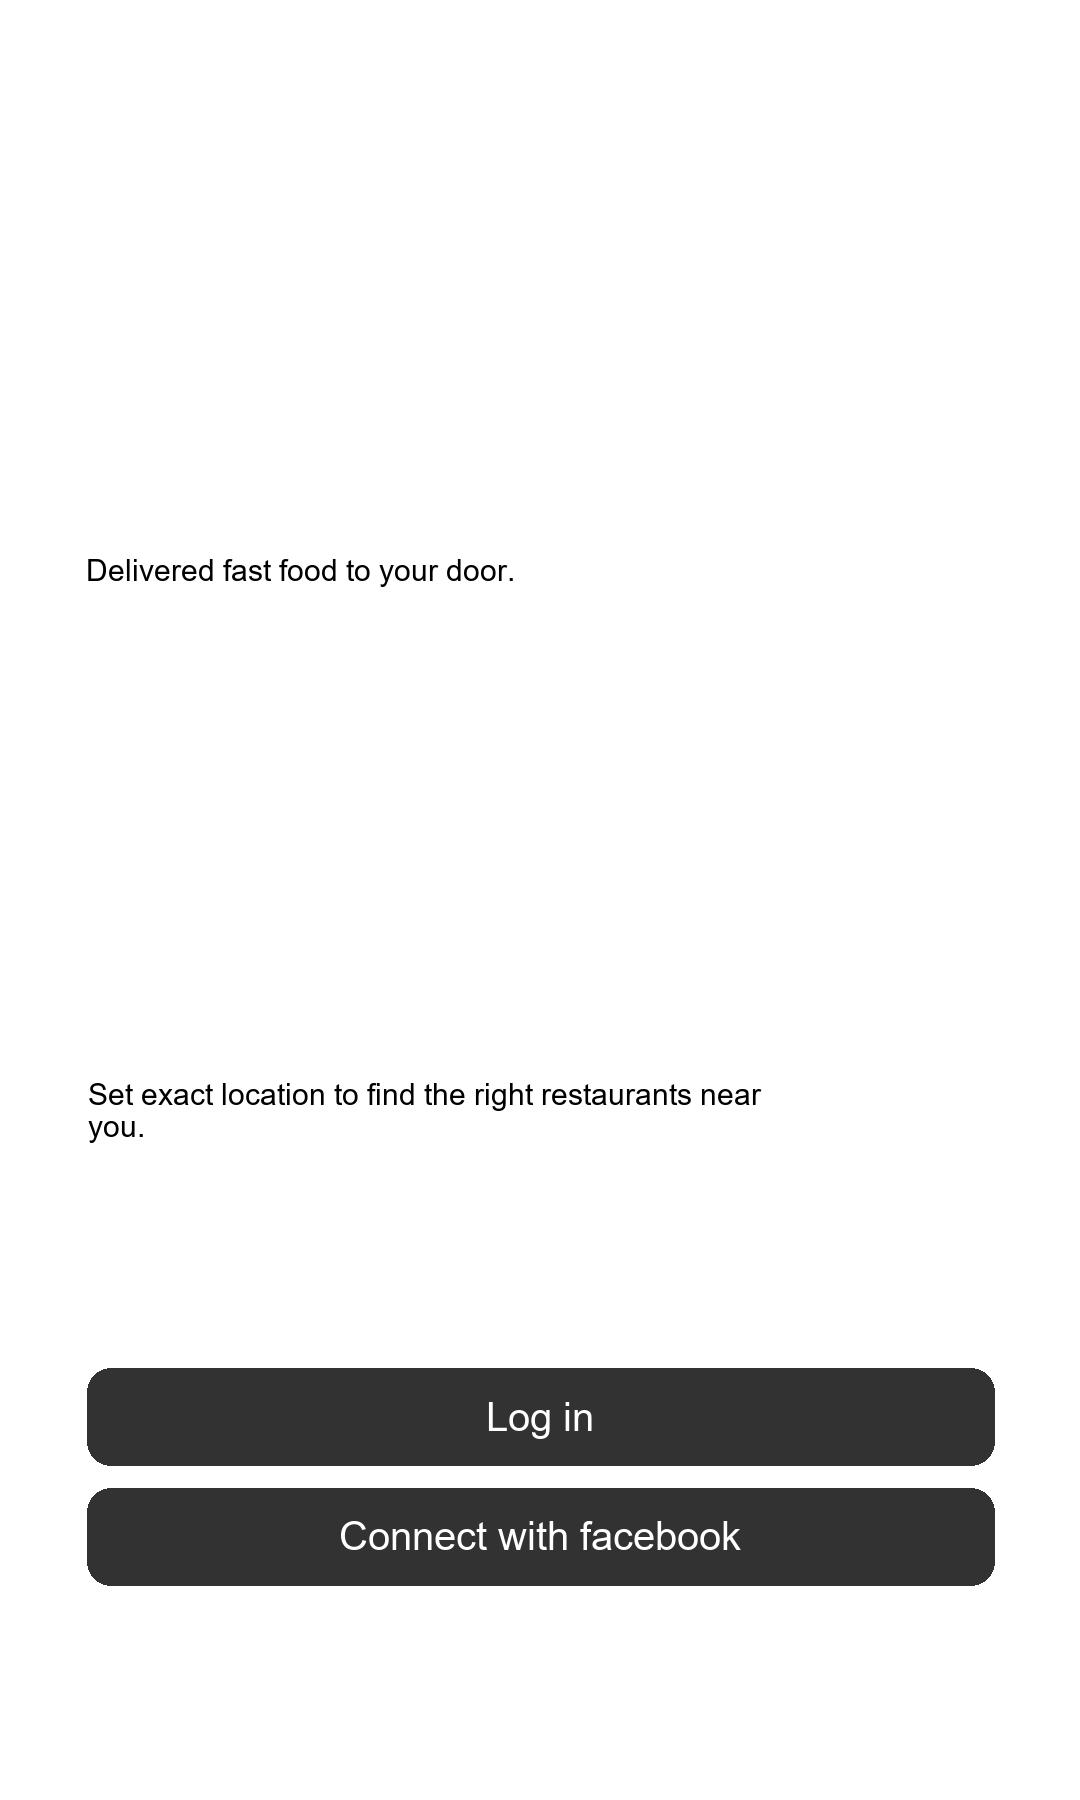 Delivered fast food to your door.
Set exact location to find the right restaurants near
you.
Log in
Connect with facebook